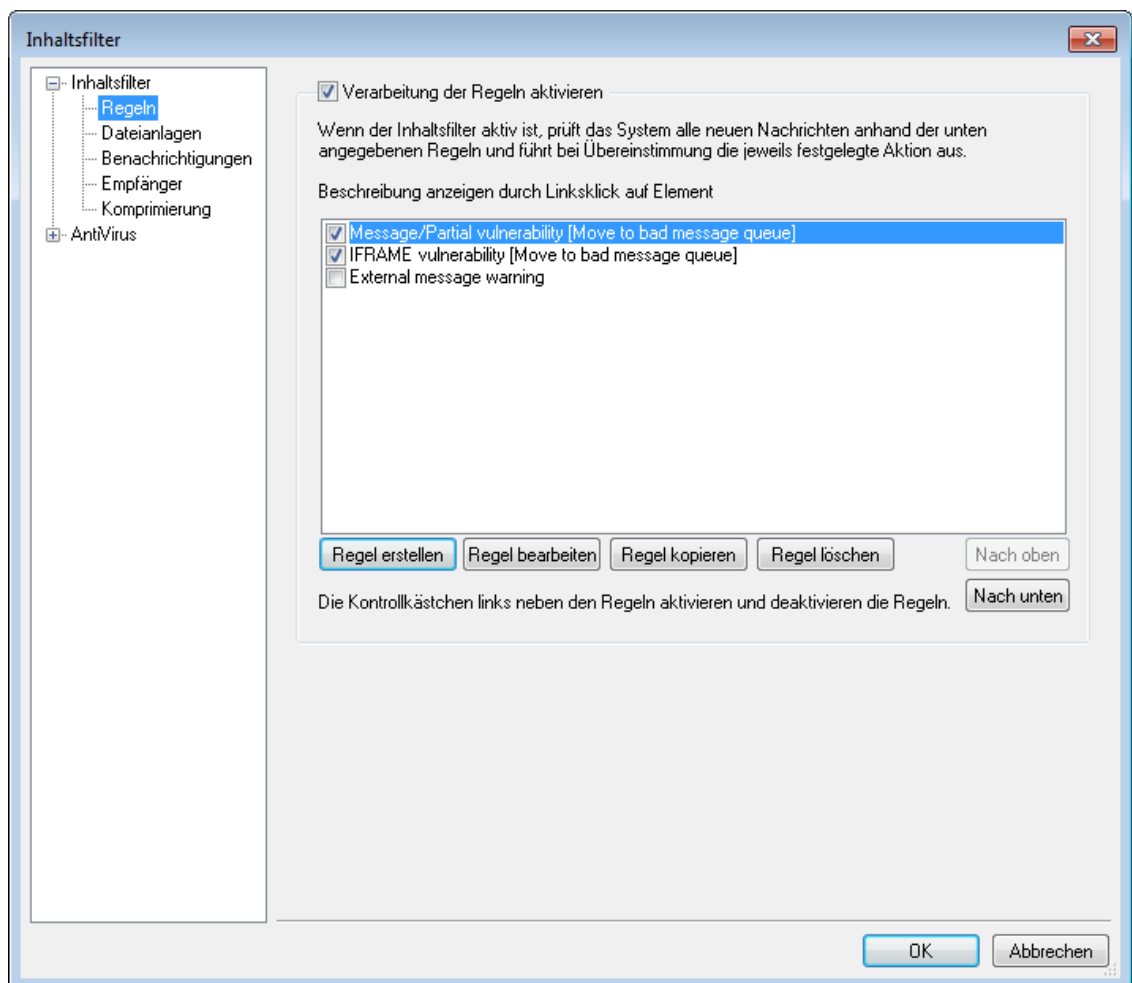 Inhaltsfilter
Inhaltsfilter
Regeln
Dateianlagen
Benachrichtigungen
Empfänger
Komprimierung
AntiVirus
Verarbeitung der Regeln aktivieren
Wenn der Inhaltsfilter aktiv ist, prüft das System alle neuen Nachrichten anhand der unten
angegebenen Regeln und führt bei Übereinstimmung die jeweils festgelegte Aktion aus.
Beschreibung anzeigen durch Linksklick auf Element
Message/Partial vulnerability [Move to bad message queue]
IFRAME vulnerability [Move to bad message queue]
External message warning
Regel erstellen Regel bearbeiten Regel kopieren Regel löschen Nach oben
Die Kontrollkästchen links neben den Regeln aktivieren und deaktivieren die Regeln. Nach unten
OK Abbrechen